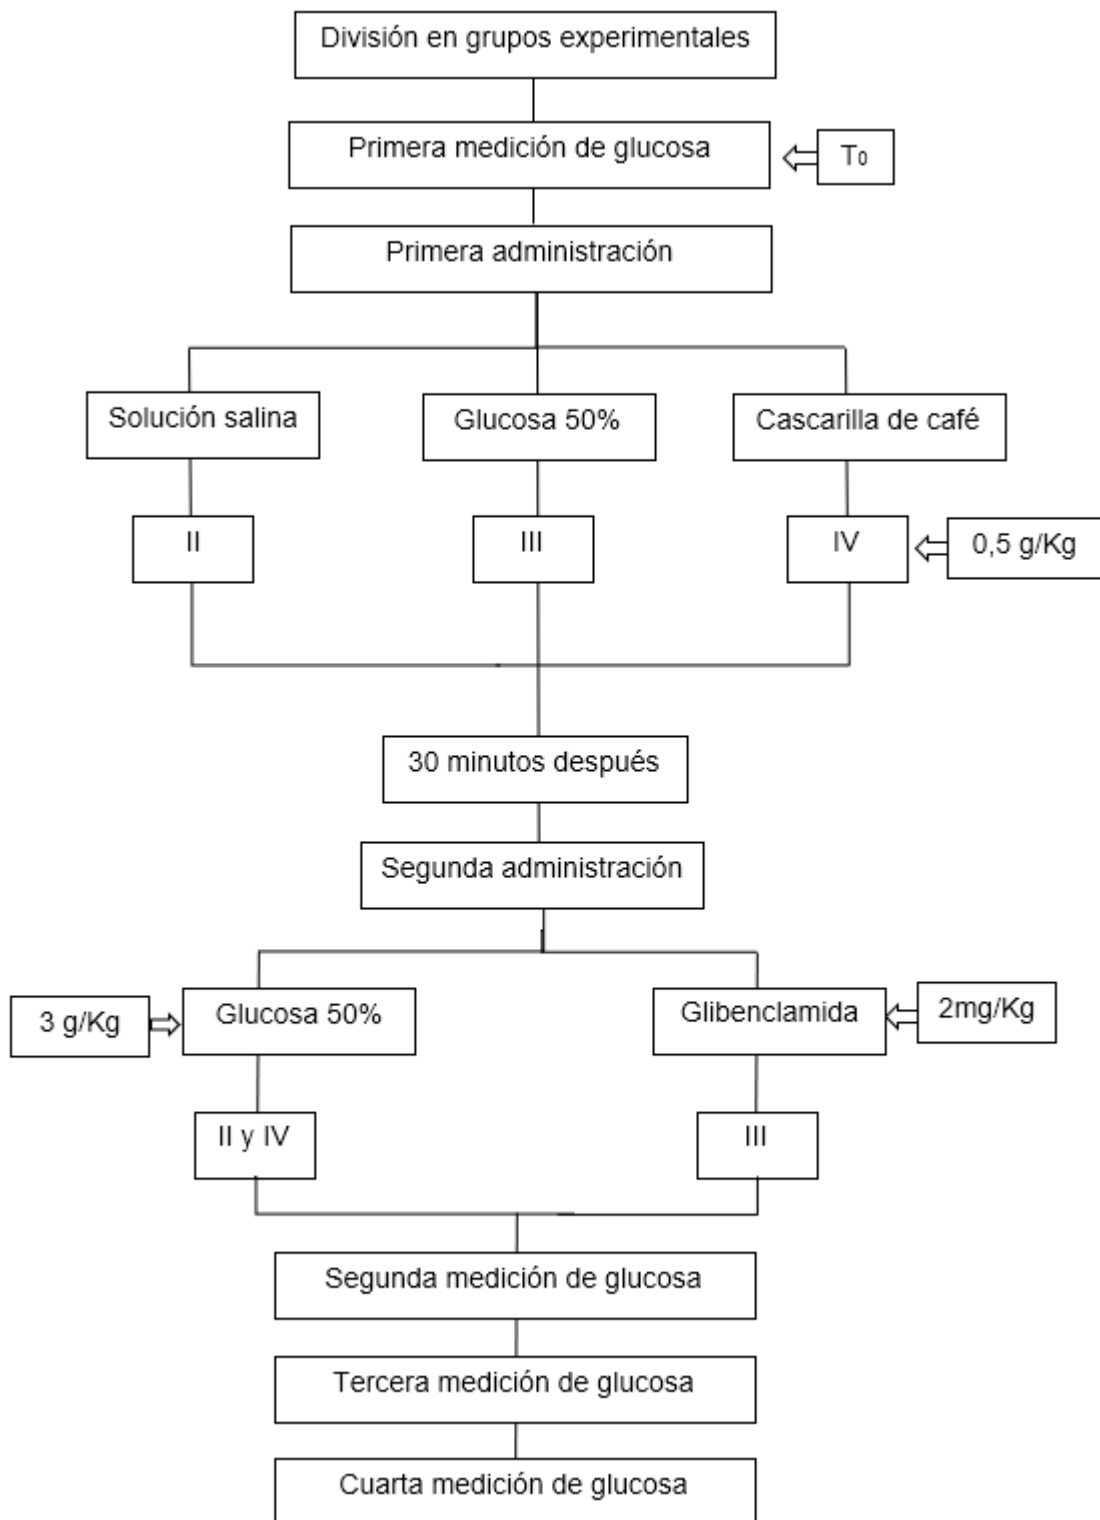 División en grupos experimentales
Primera medición de glucosa
T₀
Primera administración
Solución salina
Glucosa 50%
Cascarilla de café
II
III
IV
0,5 g/Kg
30 minutos después
Segunda administración
3 g/Kg
Glucosa 50%
Glibenclamida
2mg/Kg
II y IV
III
Segunda medición de glucosa
Tercera medición de glucosa
Cuarta medición de glucosa